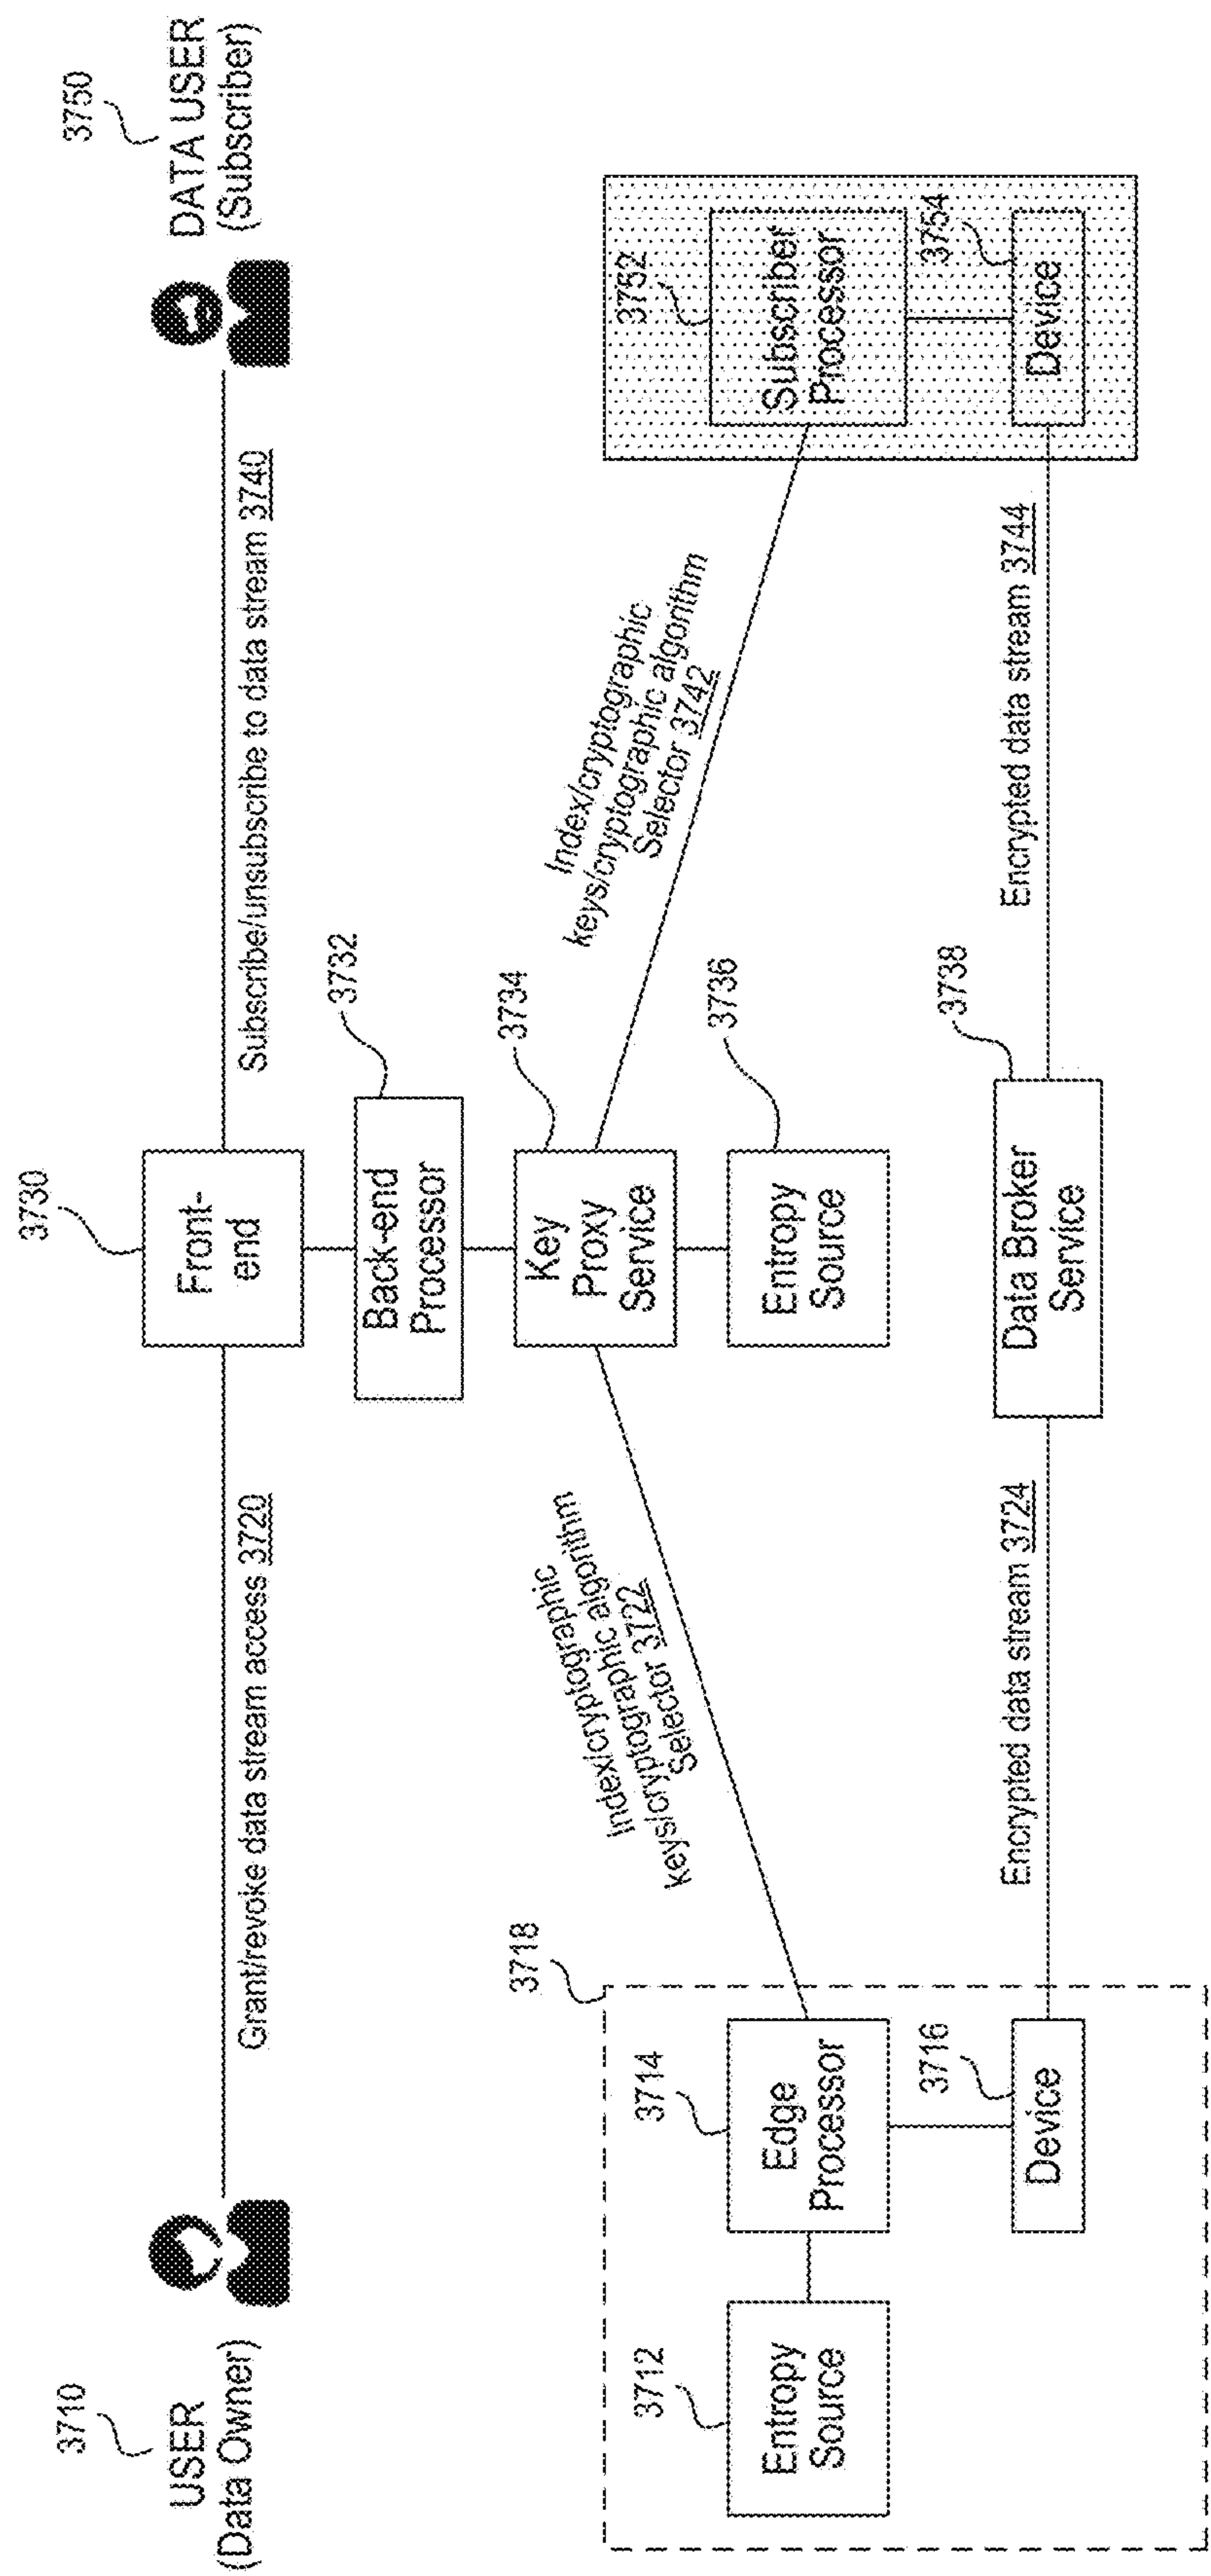 3710
USER
(Data Owner)
Grant/revoke data stream access 3720
3730
Front-
end
Subscribe/unsubscribe to data stream 3740
3750
DATA USER
(Subscriber)
3732
Back-end
Processor
3734
Key
Proxy
Service
3736
Entropy
Source
3738
Data Broker
Service
Index/cryptographic
keys/cryptographic algorithm
Selector 3722
Index/cryptographic
keys/cryptographic algorithm
Selector 3742
3718
3712
Entropy
Source
3714
Edge
Processor
3716
Device
Encrypted data stream 3724
Encrypted data stream 3744
3752
Subscriber
Processor
3754
Device